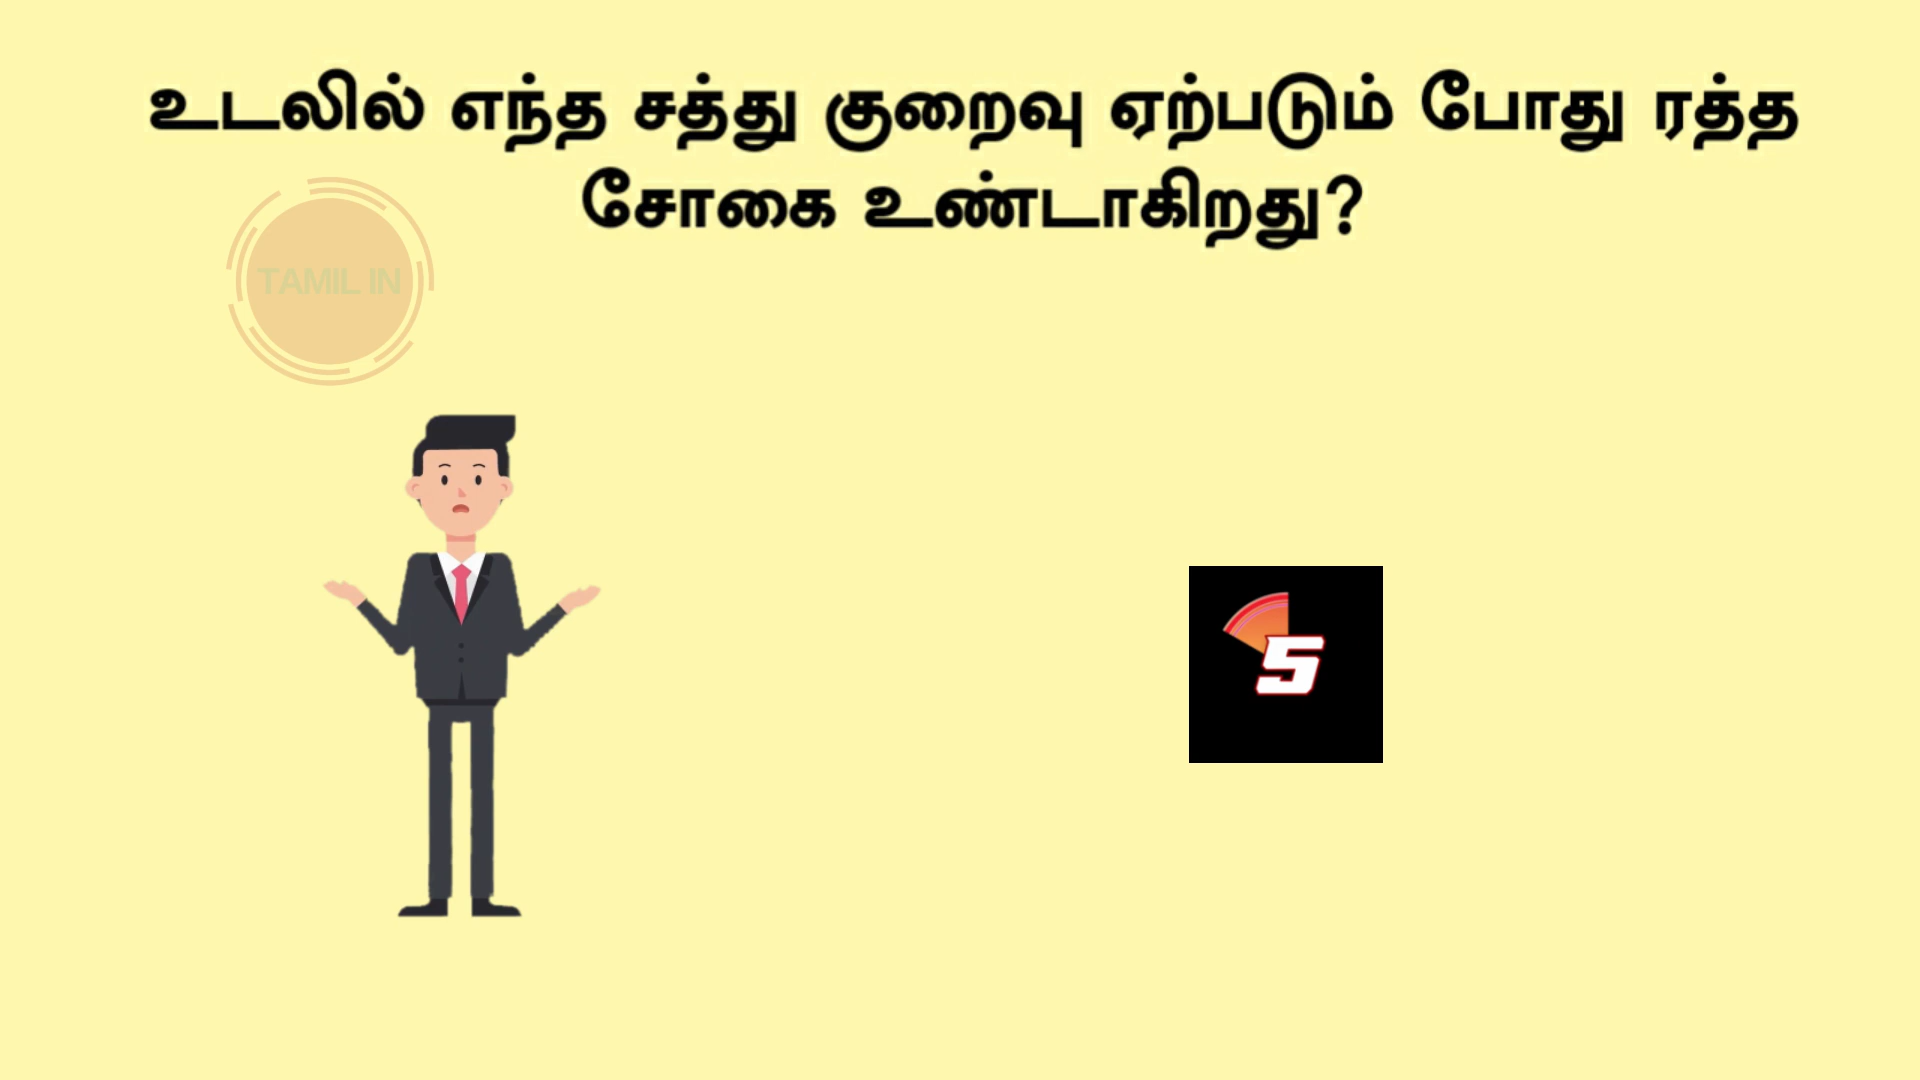 உடலில் எந்த சத்து குறைவு ஏற்படும் போது ரத்த
சோகை உண்டாகிறது?
TAMIL IN
5